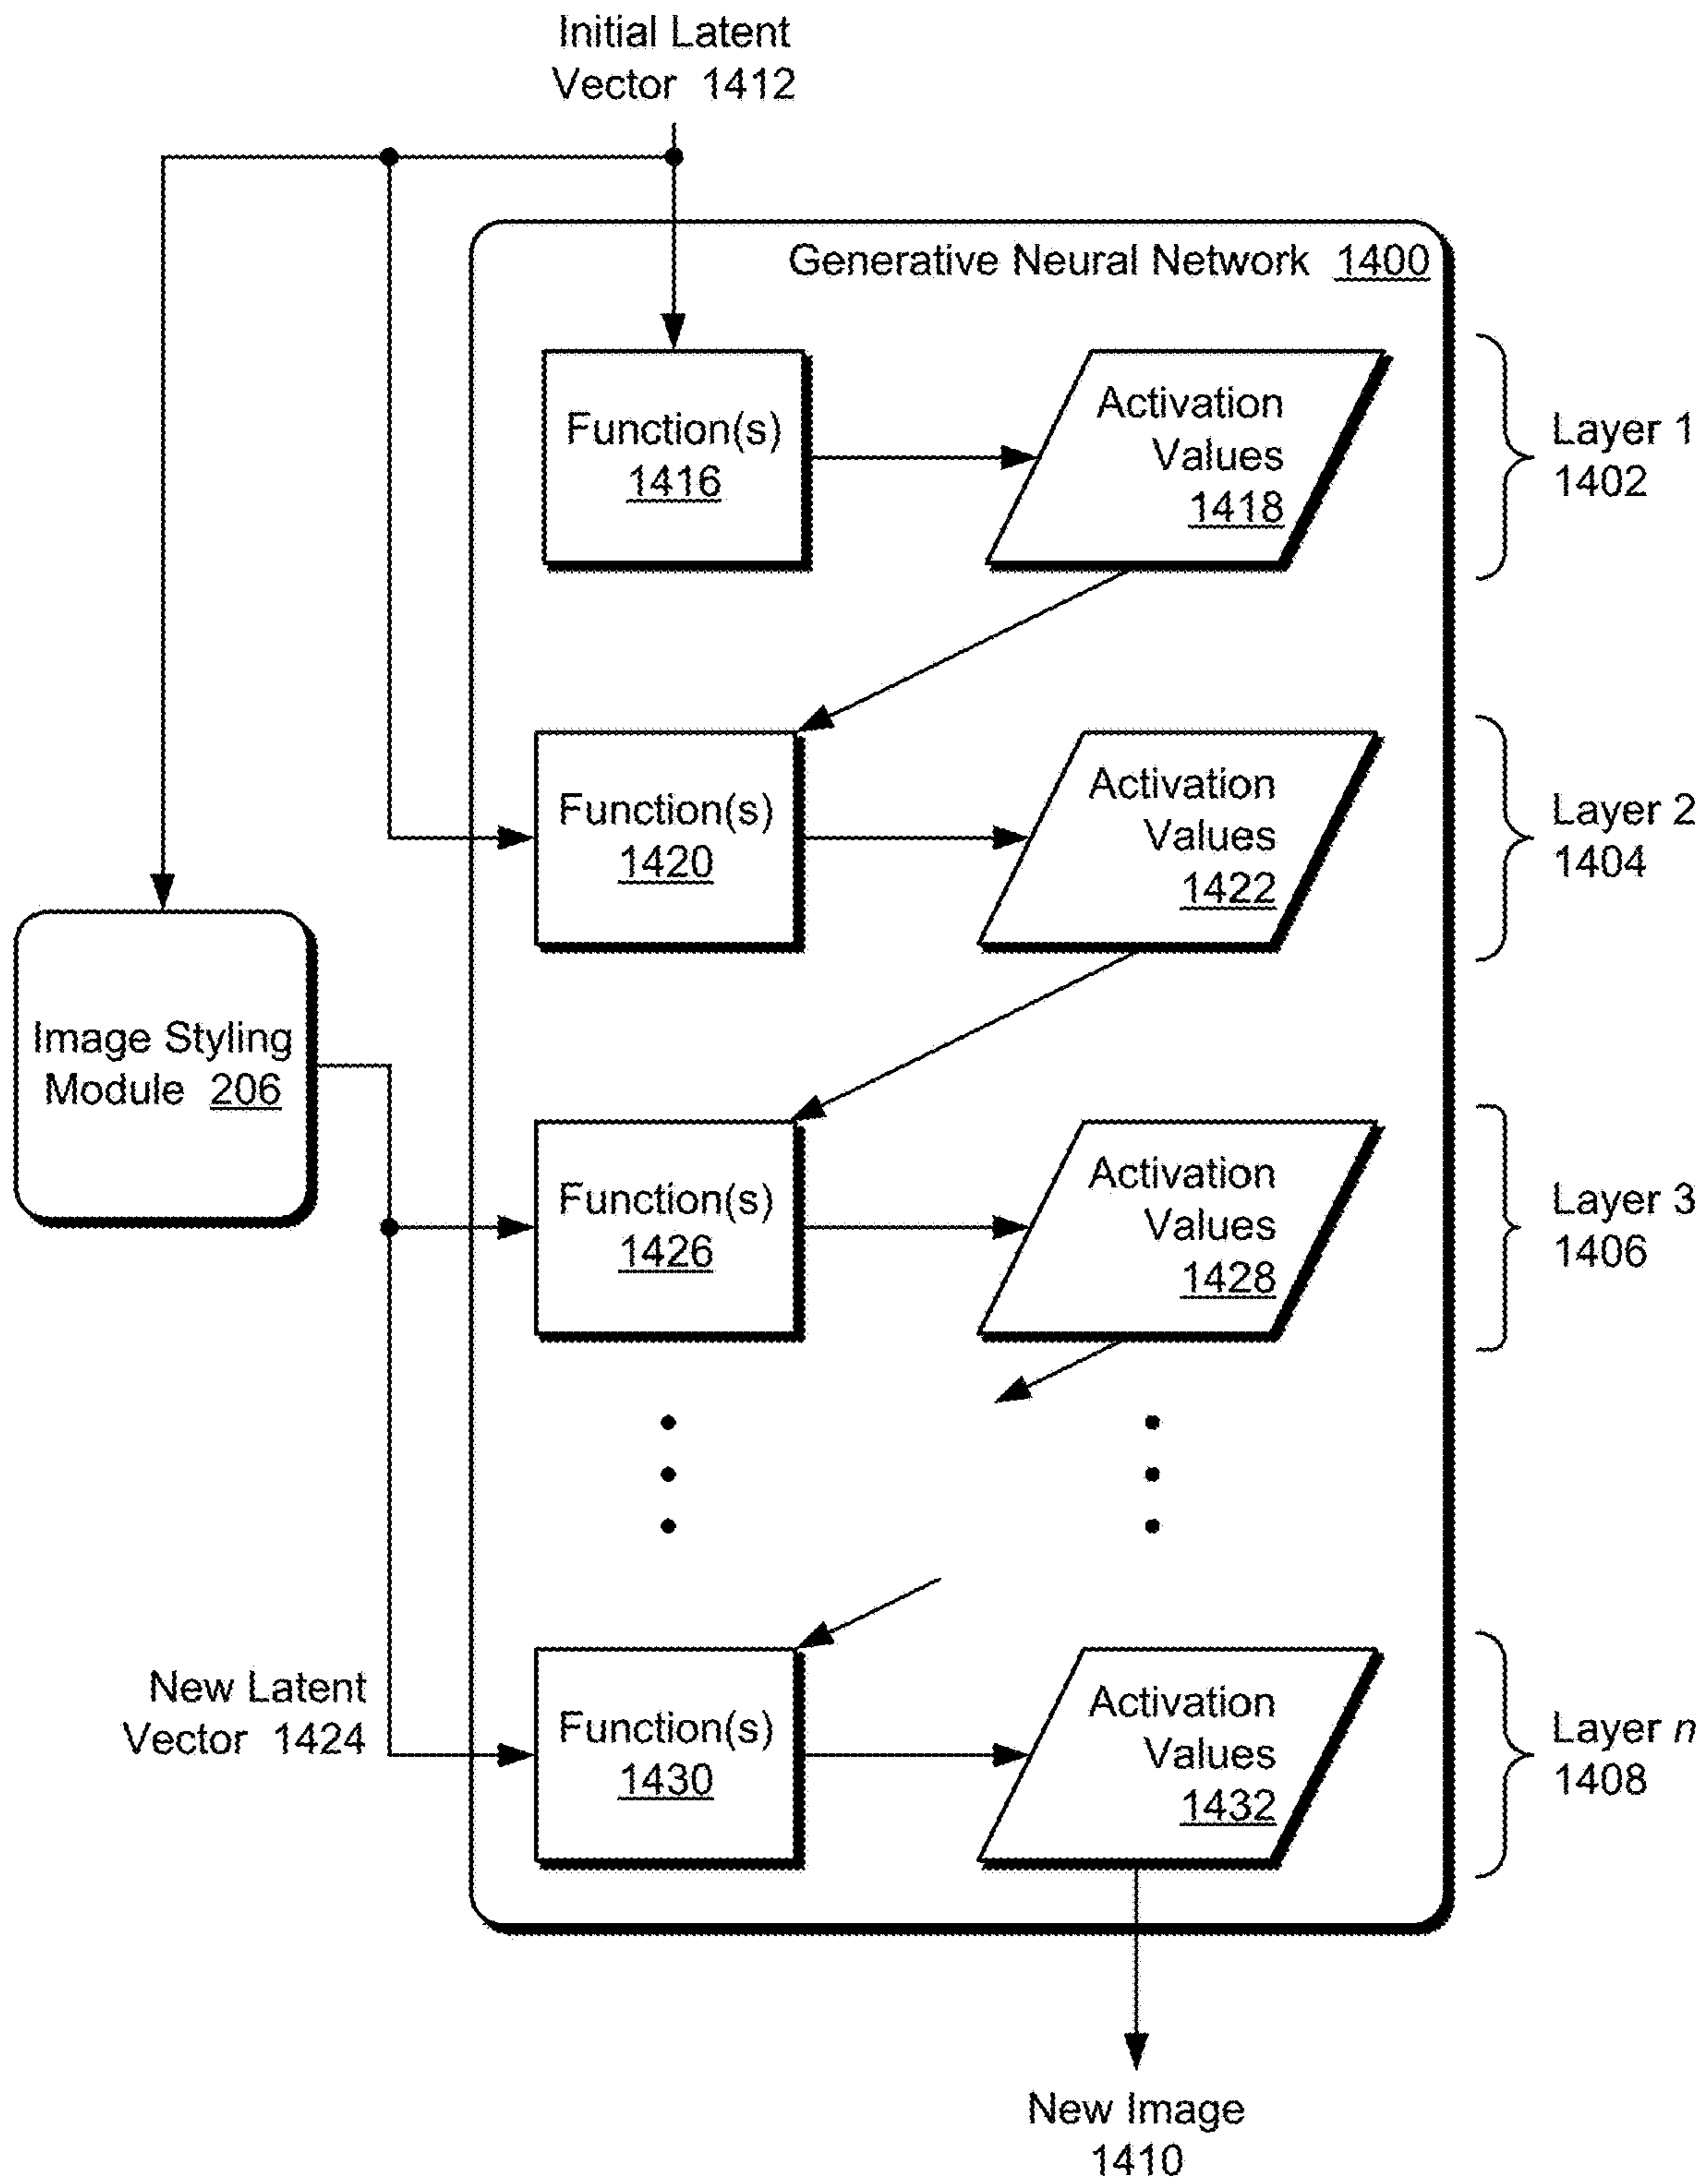 Initial Latent
Vector 1412
Generative Neural Network 1400
Function(s)
1416
Activation
Values
1418
Layer 1
1402
Function(s)
1420
Activation
Values
1422
Layer 2
1404
Image Styling
Module 206
Function(s)
1426
Activation
Values
1428
Layer 3
1406
New Latent
Vector 1424
Function(s)
1430
Activation
Values
1432
Layer n
1408
New Image
1410